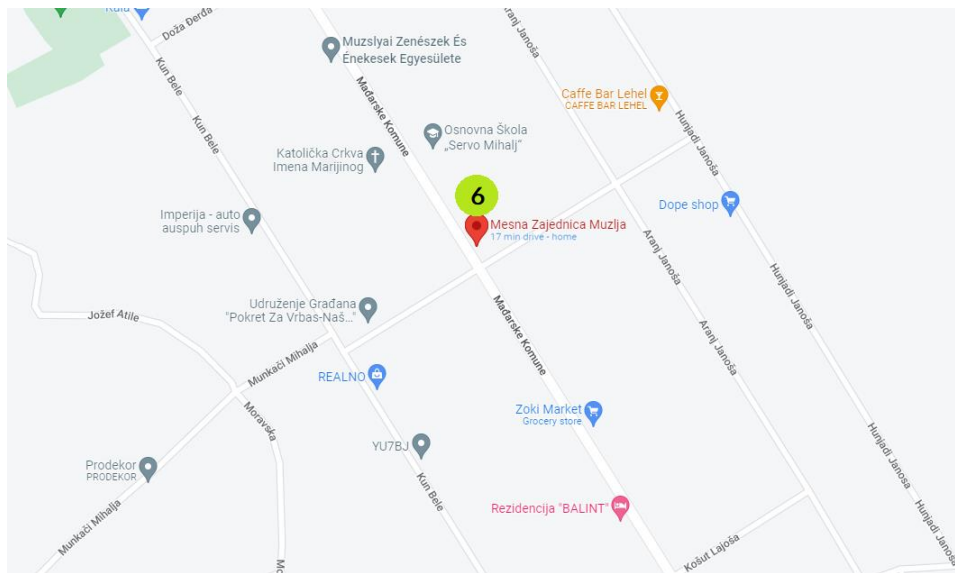 Kula
Doža Đerđa
Muzslyai Zenészek És
Énekesek Egyesülete
Aranj Janoša
Kun Bele
Mađarske Komune
Caffe Bar Lehel
CAFFE BAR LEHEL
Hunjadi Janoša
Kun Bele
Osnovna Škola
„Servo Mihalj"
Katolička Crkva
Imena Marijinog
6
Dope shop
Imperija - auto
auspuh servis
Mesna Zajednica Muzlja
17 min drive - home
Aranj Janoša
Hunjadi Janoša
Udruženje Građana
"Pokret Za Vrbas-Naš..."
Jožef Atile
Mađarske Komune
Aranj Janoša
Munkači Mihalja
REALNO
Zoki Market
Grocery store
Moravska
YU7BJ
Hunjadi Janoša
Prodekor
PRODEKOR
Kun Bele
Rezidencija "BALINT"
Hunjadi Janoša
Munkači Mihalja
Košut Lajoša